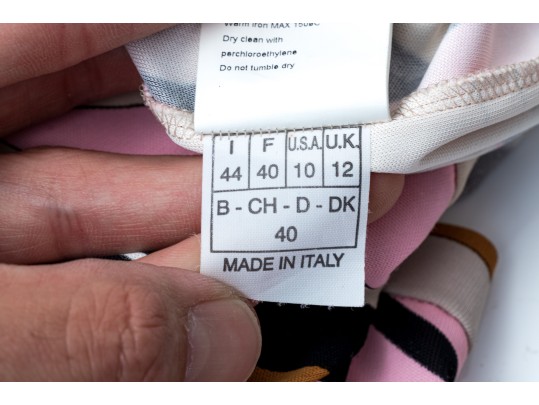 Warm iron MAX 150°C
Dry clean with
perchloroethylene
Do not tumble dry
I F U.S.A. U.K.
44 40 10 12
B - CH - D - DK
40
MADE IN ITALY